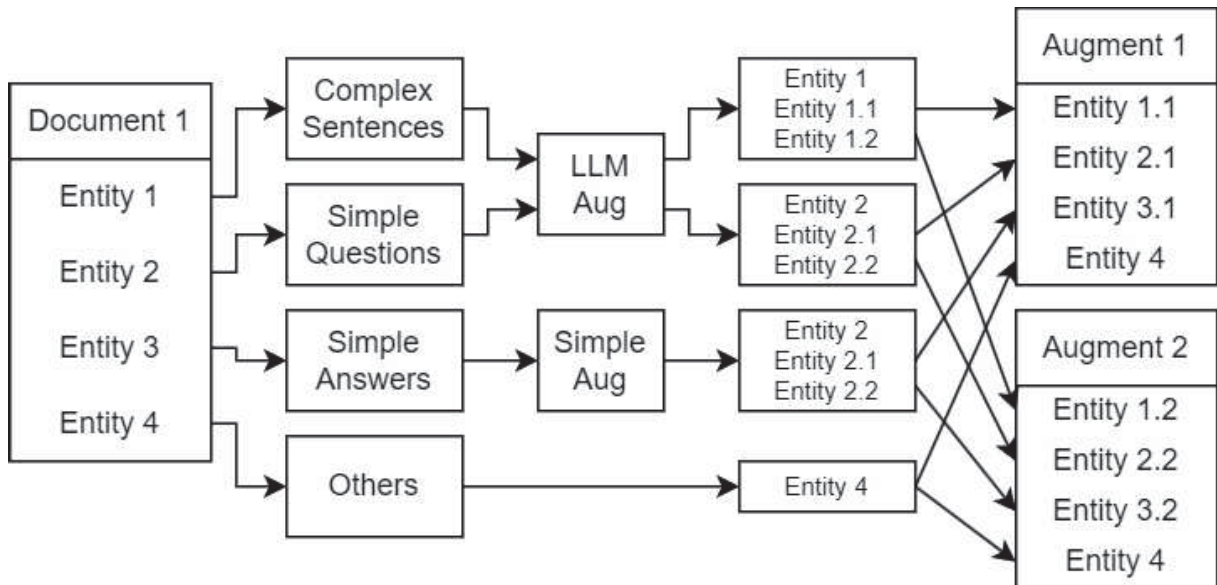 Document 1
Entity 1
Entity 2
Entity 3
Entity 4
Complex
Sentences
Simple
Questions
Simple
Answers
Others
LLM
Aug
Simple
Aug
Entity 1
Entity 1.1
Entity 1.2
Entity 2
Entity 2.1
Entity 2.2
Entity 2
Entity 2.1
Entity 2.2
Entity 4
Augment 1
Entity 1.1
Entity 2.1
Entity 3.1
Entity 4
Augment 2
Entity 1.2
Entity 2.2
Entity 3.2
Entity 4